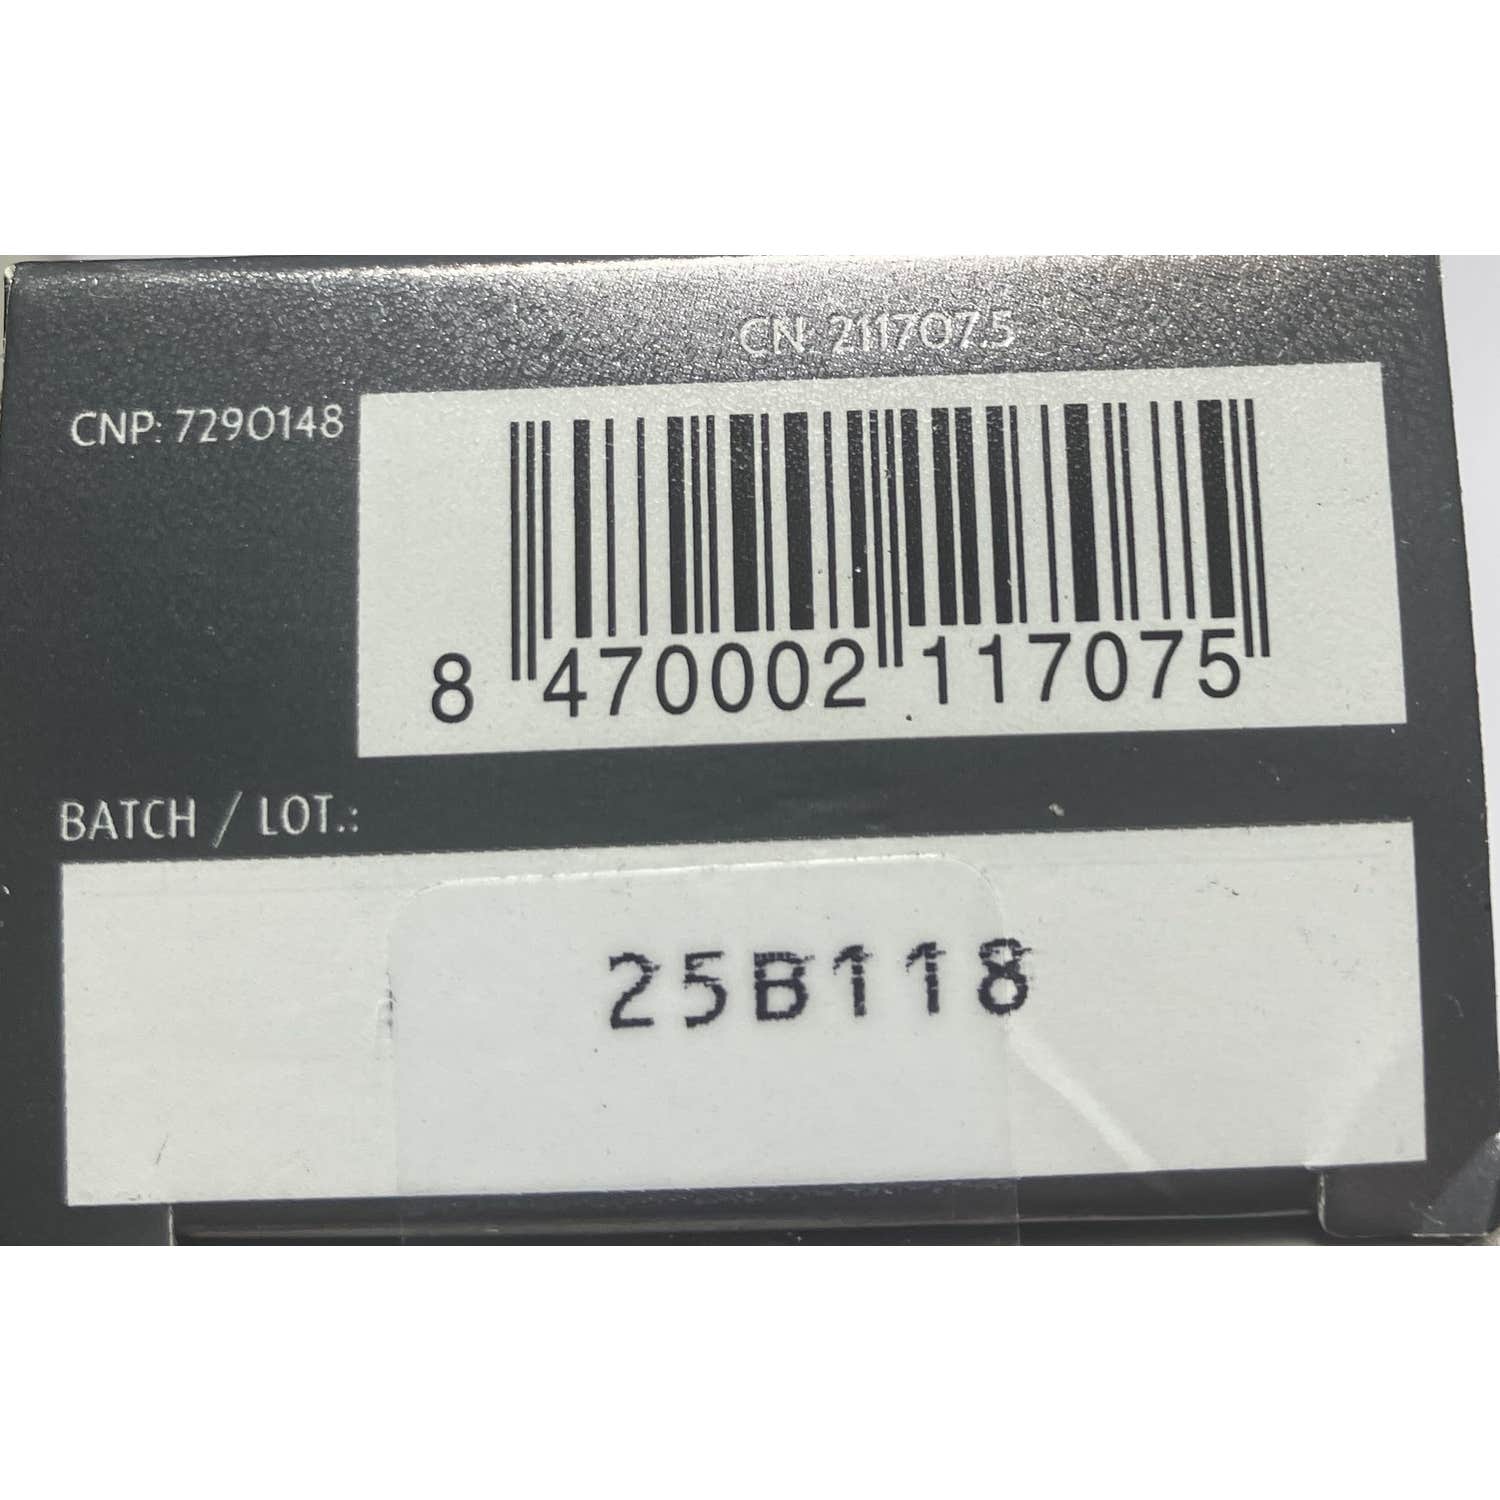 CN 211707.5
CNP: 7290148
8 470002 117075
BATCH / LOT.:
25B118